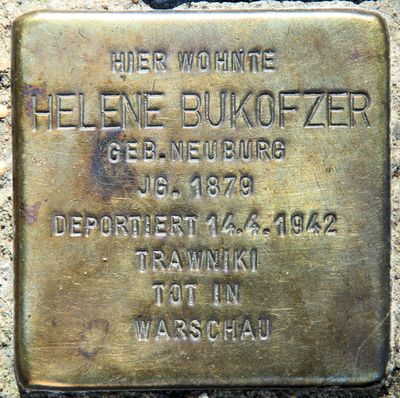 HIER WOHNTE
HELENE BUKOFZER
GEB. NEUBURG
JG. 1879
DEPORTIERT 14.4.1942
TRAWNIKI
TOT IN
WARSCHAU